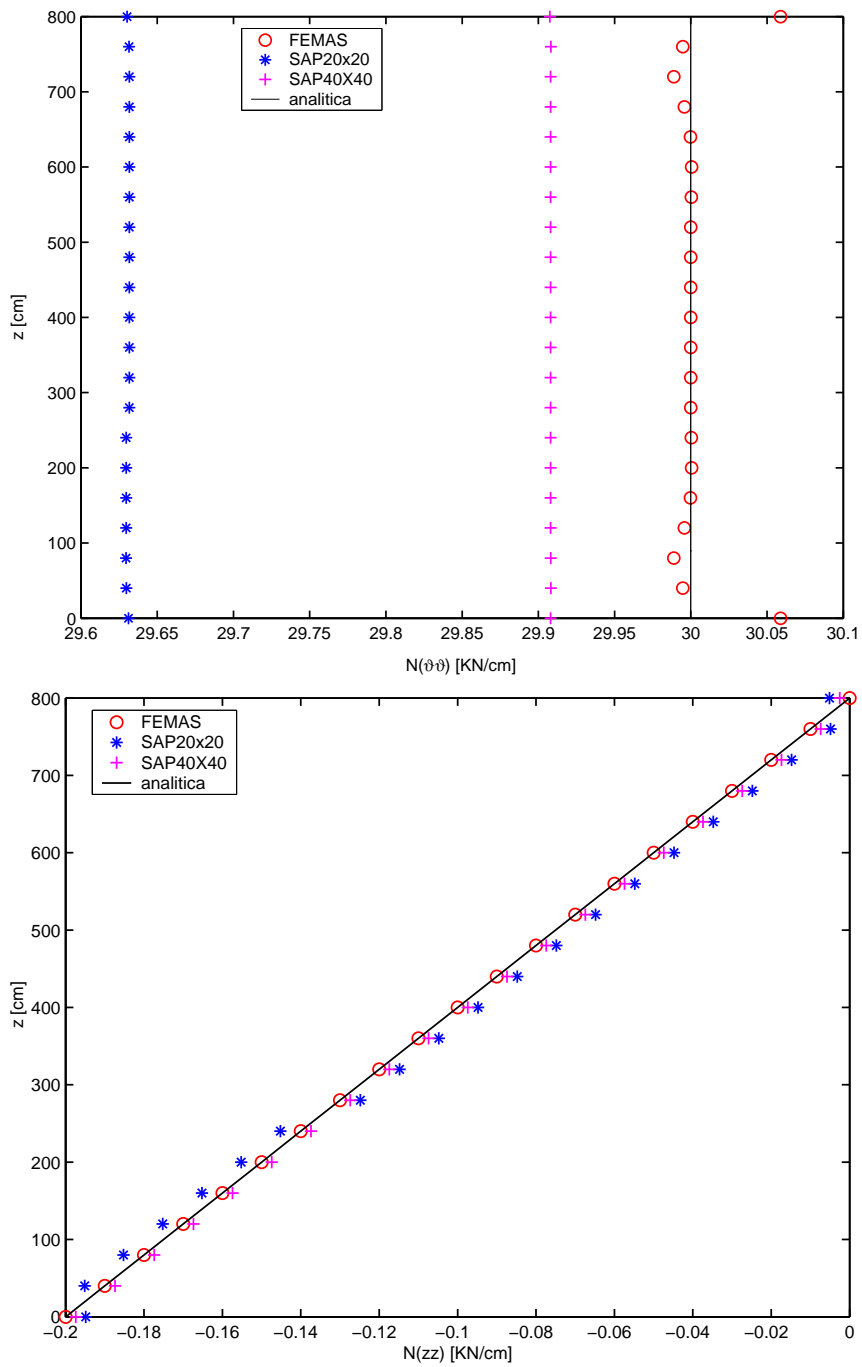 800
700
600
500
400
300
200
100
0
z [cm]
FEMAS
SAP20x20
SAP40X40
analitica
29.6 29.65 29.7 29.75 29.8 29.85 29.9 29.95 30 30.05 30.1
N(ϑϑ) [KN/cm]
800
700
600
500
400
300
200
100
0
z [cm]
FEMAS
SAP20x20
SAP40X40
analitica
−0.2 −0.18 −0.16 −0.14 −0.12 −0.1 −0.08 −0.06 −0.04 −0.02 0
N(zz) [KN/cm]